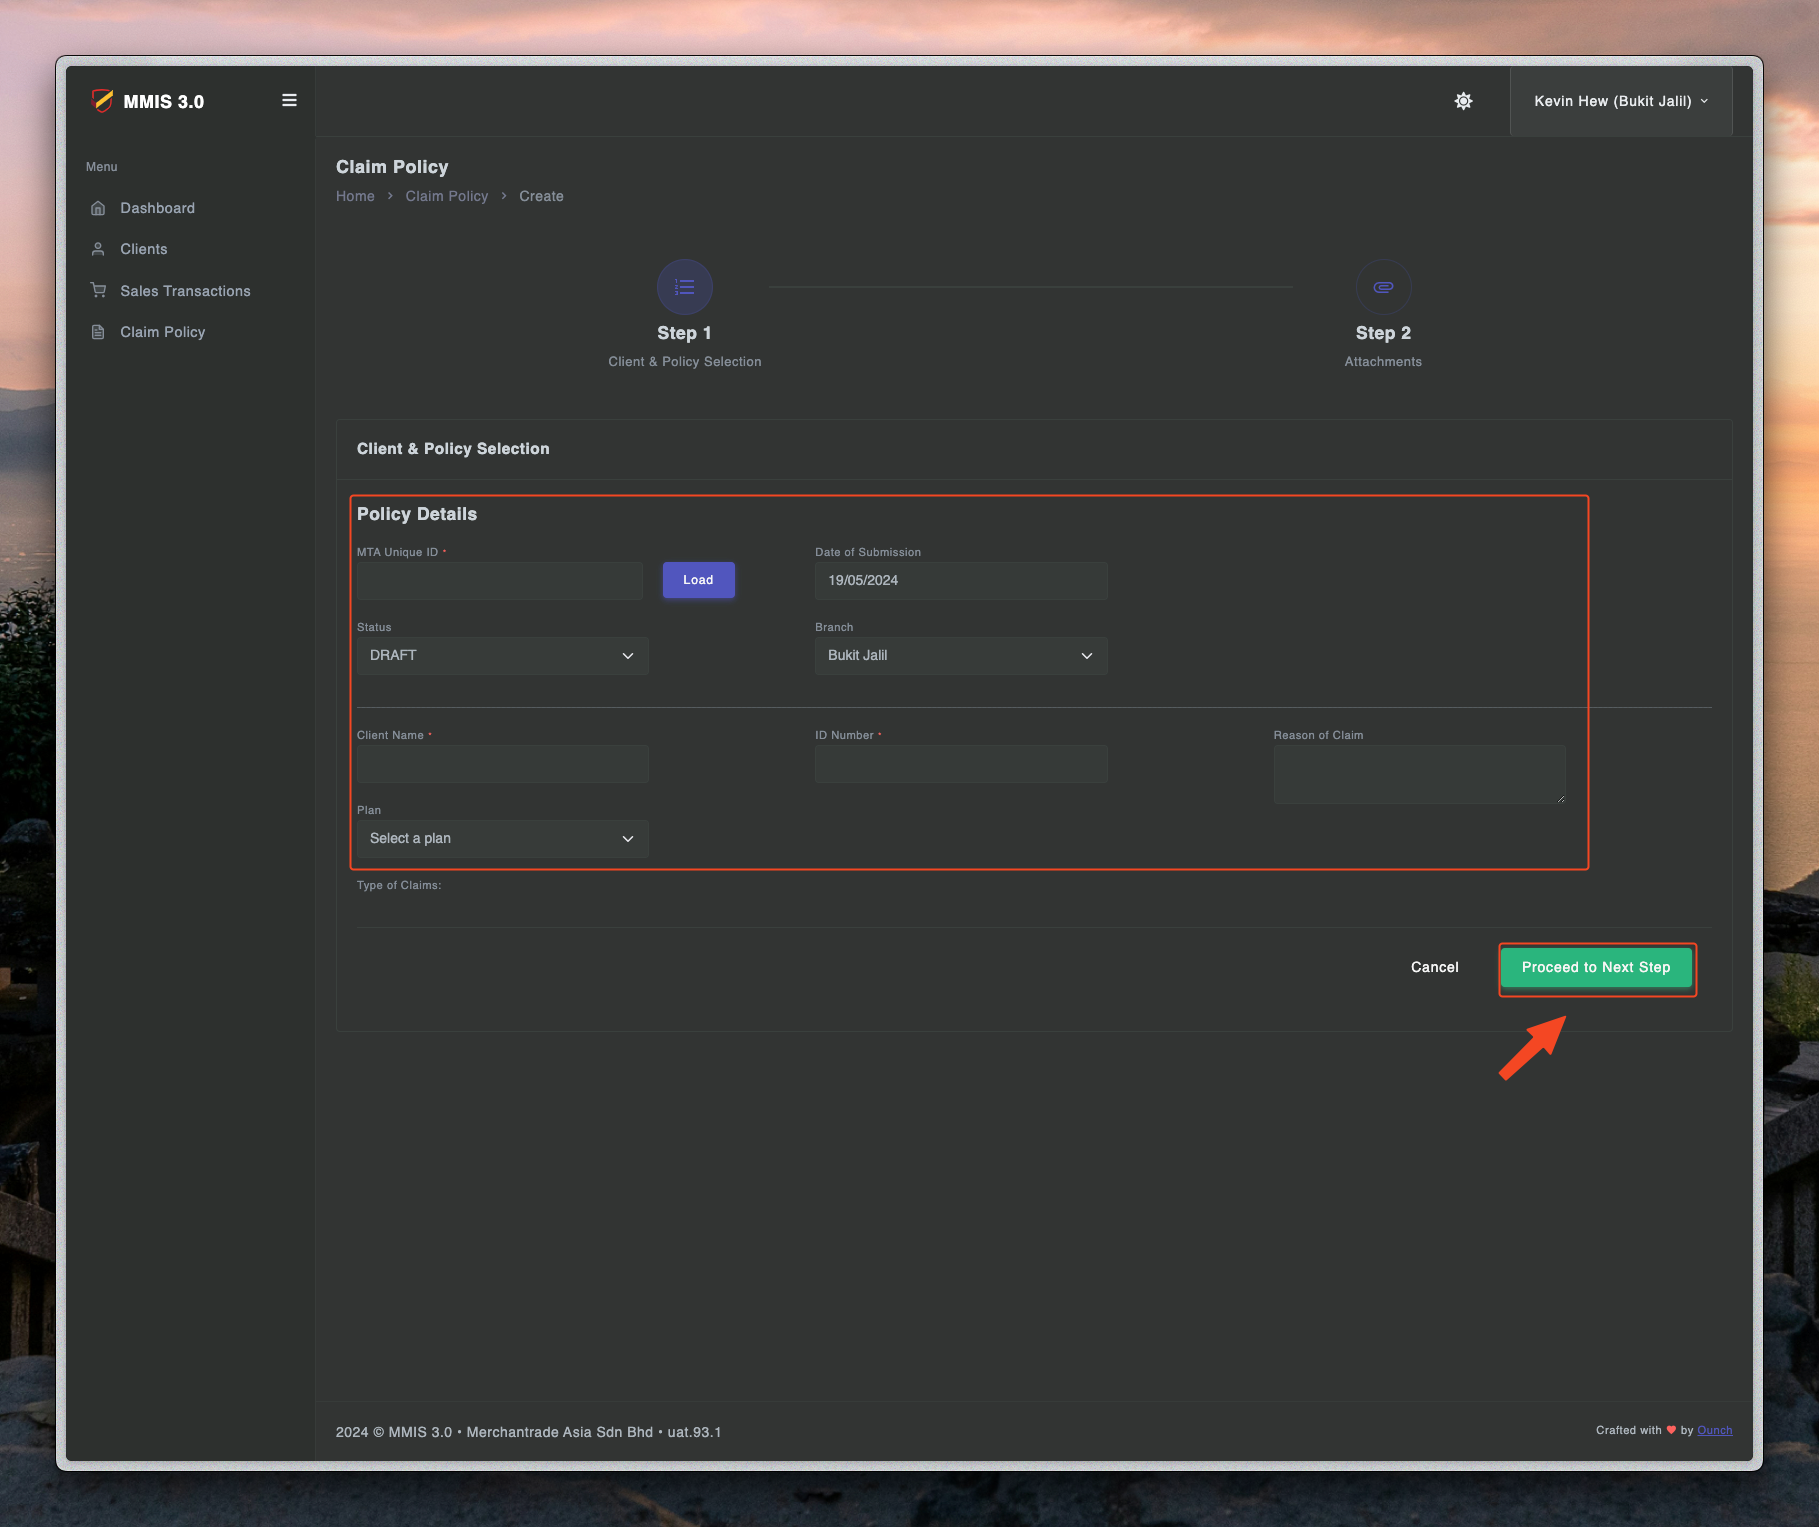 MMIS 3.0
Kevin Hew (Bukit Jalil)
Menu
Dashboard
Clients
Sales Transactions
Claim Policy
Claim Policy
Home > Claim Policy > Create
Step 1
Client & Policy Selection
Step 2
Attachments
Client & Policy Selection
Policy Details
MTA Unique ID *
Load
Date of Submission
19/05/2024
Status
DRAFT
Branch
Bukit Jalil
Client Name *
ID Number *
Reason of Claim
Plan
Select a plan
Type of Claims:
Cancel
Proceed to Next Step
2024 © MMIS 3.0 • Merchantrade Asia Sdn Bhd • uat.93.1
Crafted with ♥ by Ounch